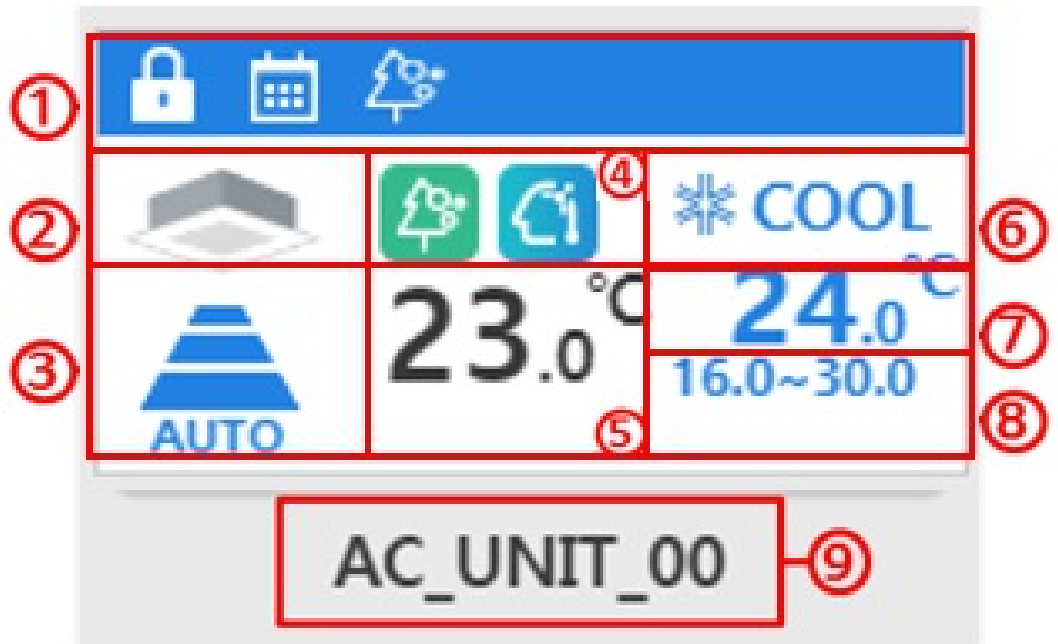 ①
②
④
COOL
⑥
③
23.0°C
24.0°C
⑦
16.0~30.0
AUTO
⑤
⑧
AC_UNIT_00
⑨